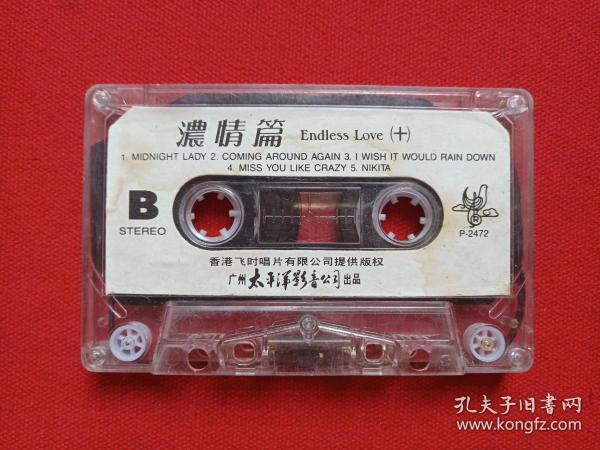 濃情篇 Endless Love (十)
1. MIDNIGHT LADY 2. COMING AROUND AGAIN 3. I WISH IT WOULD RAIN DOWN
4. MISS YOU LIKE CRAZY 5. NIKITA
B
STEREO
®
P-2472
香港飞时唱片有限公司提供版权
广州太平洋影音公司出品
孔夫子旧书网
www.kongfz.com